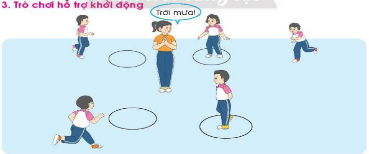 3. Trò chơi hỗ trợ khởi động
Trời mưa!